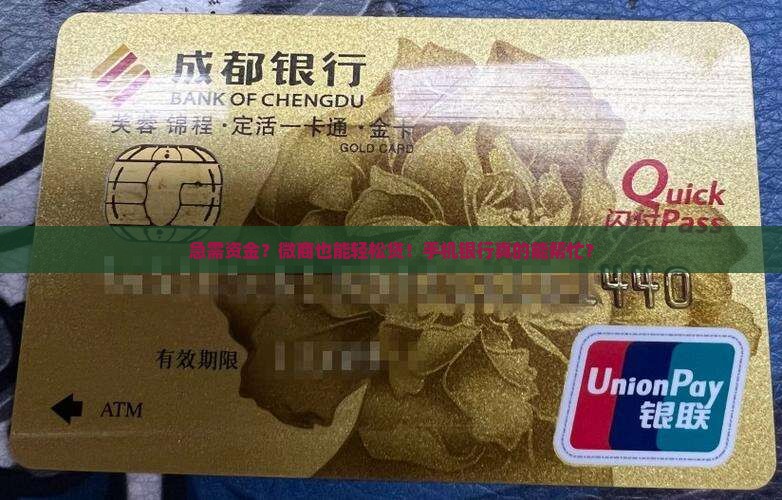 成都银行
BANK OF CHENGDU
芙蓉 锦程·定活一卡通·金卡
GOLD CARD
Quick
闪付Pass
急需资金?微商也能轻松贷!手机银行真的能帮忙?
1440
有效期限
ATM
UnionPay
银联